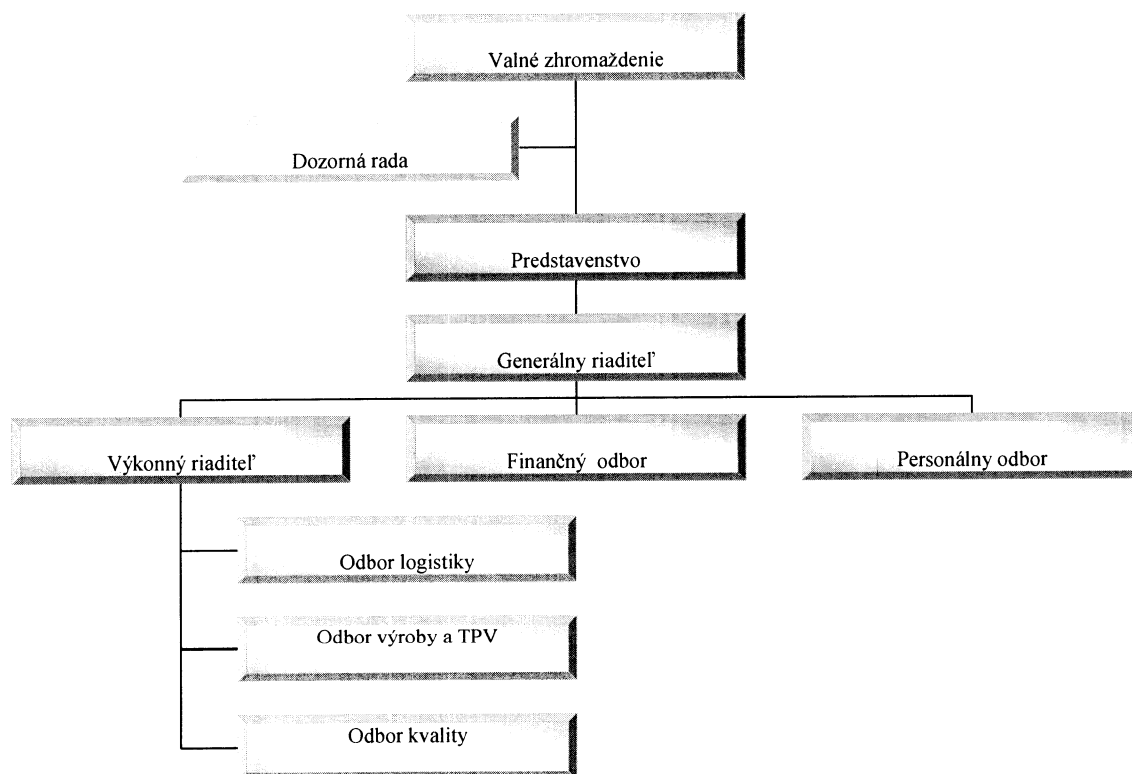 Valné zhromaždenie
Dozorná rada
Predstavenstvo
Generálny riaditeľ
Výkonný riaditeľ
Finančný odbor
Personálny odbor
Odbor logistiky
Odbor výroby a TPV
Odbor kvality